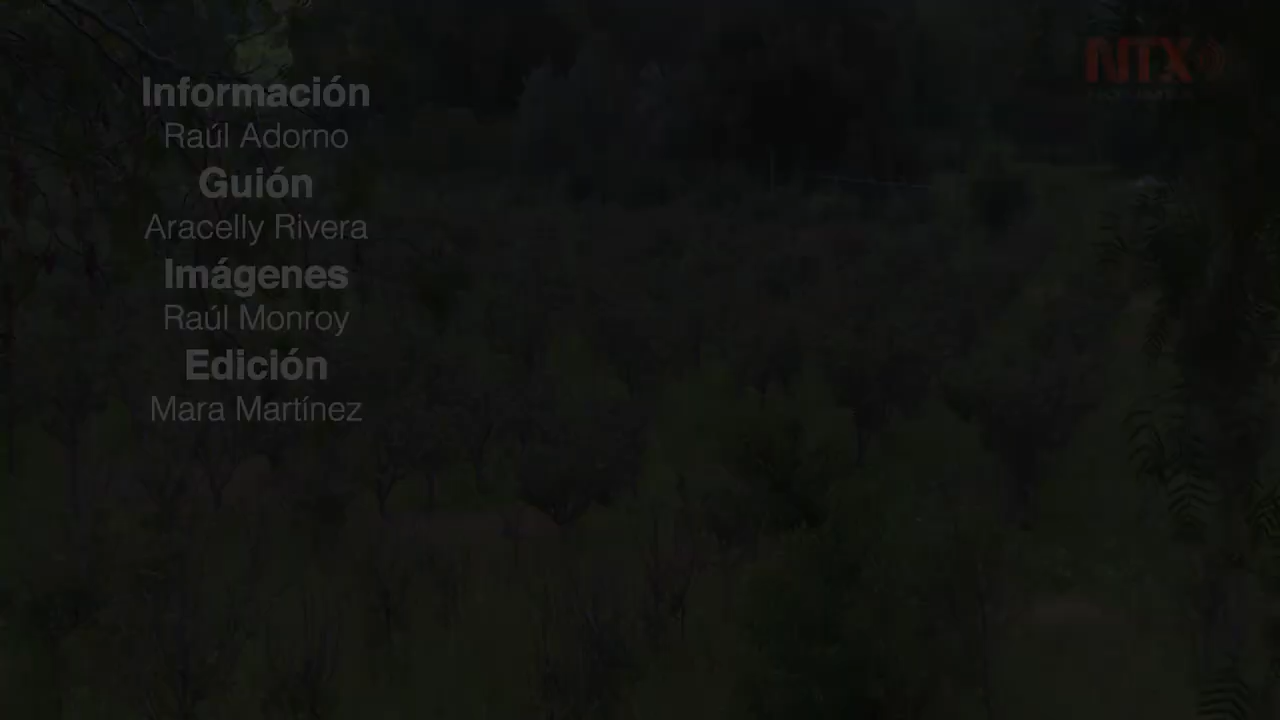 NTX
Información
Raúl Adorno
Guión
Aracelly Rivera
Imágenes
Raúl Monroy
Edición
Mara Martínez